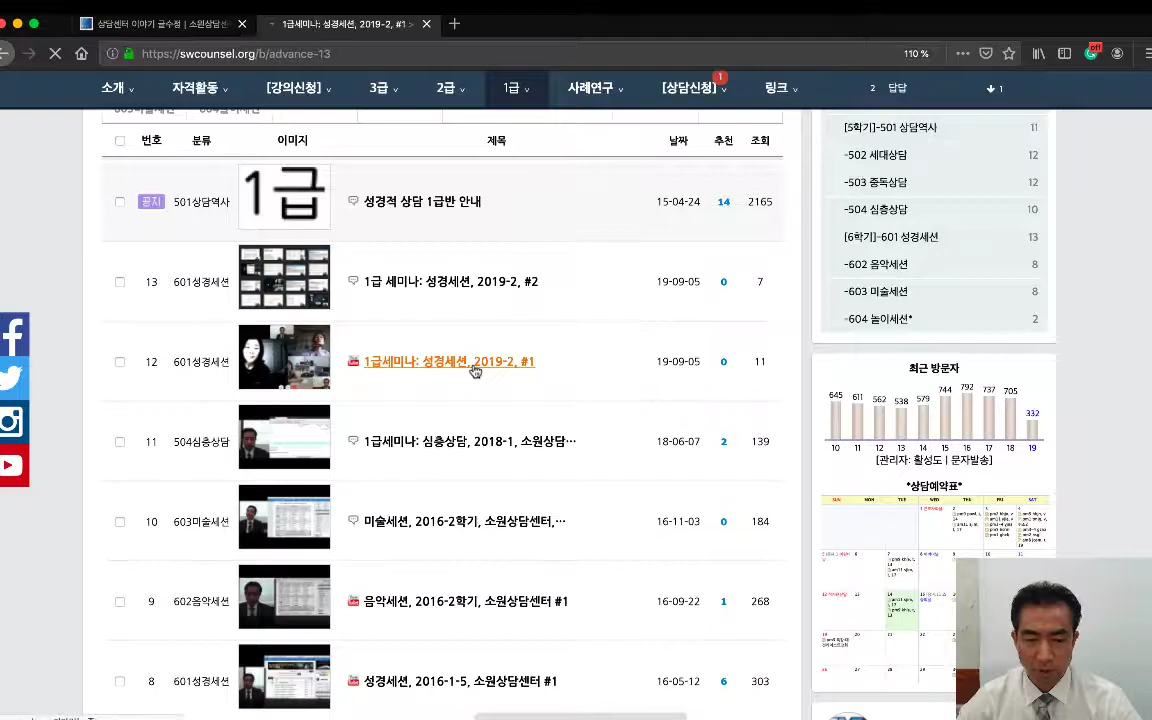 상담센터 이야기 글수정 | 소원상담센
1급세미나: 성경세션, 2019-2, #1 >
https://swcounsel.org/b/advance-13
110 %
off
소개
자격활동
[강의신청]
3급
2급
1급
사례연구
[상담신청]
1
링크
2
답답
1
번호
분류
이미지
제목
날짜
추천
조회
공지
501상담역사
1급
성경적 상담 1급반 안내
15-04-24
14
2165
13
601성경세션
1급 세미나: 성경세션, 2019-2, #2
19-09-05
0
7
12
601성경세션
1급세미나: 성경세션, 2019-2, #1
19-09-05
0
11
11
504심층상담
1급세미나: 심층상담, 2018-1, 소원상담…
18-06-07
2
139
10
603미술세션
미술세션, 2016-2학기, 소원상담센터,…
16-11-03
0
184
9
602음악세션
음악세션, 2016-2학기, 소원상담센터 #1
16-09-22
1
268
8
601성경세션
성경세션, 2016-1-5, 소원상담센터 #1
16-05-12
6
303
[5학기]-501 상담역사
11
-502 세대상담
12
-503 중독상담
12
-504 심층상담
10
[6학기]-601 성경세션
13
-602 음악세션
8
-603 미술세션
8
-604 놀이세션*
2
최근 방문자
645 611 562 538 579 744 792 737 705 332
10 11 12 13 14 15 16 17 18 19
[관리자: 활성도 | 문자발송]
*상담예약표*
SUN MON TUE WED THU FRI SAT